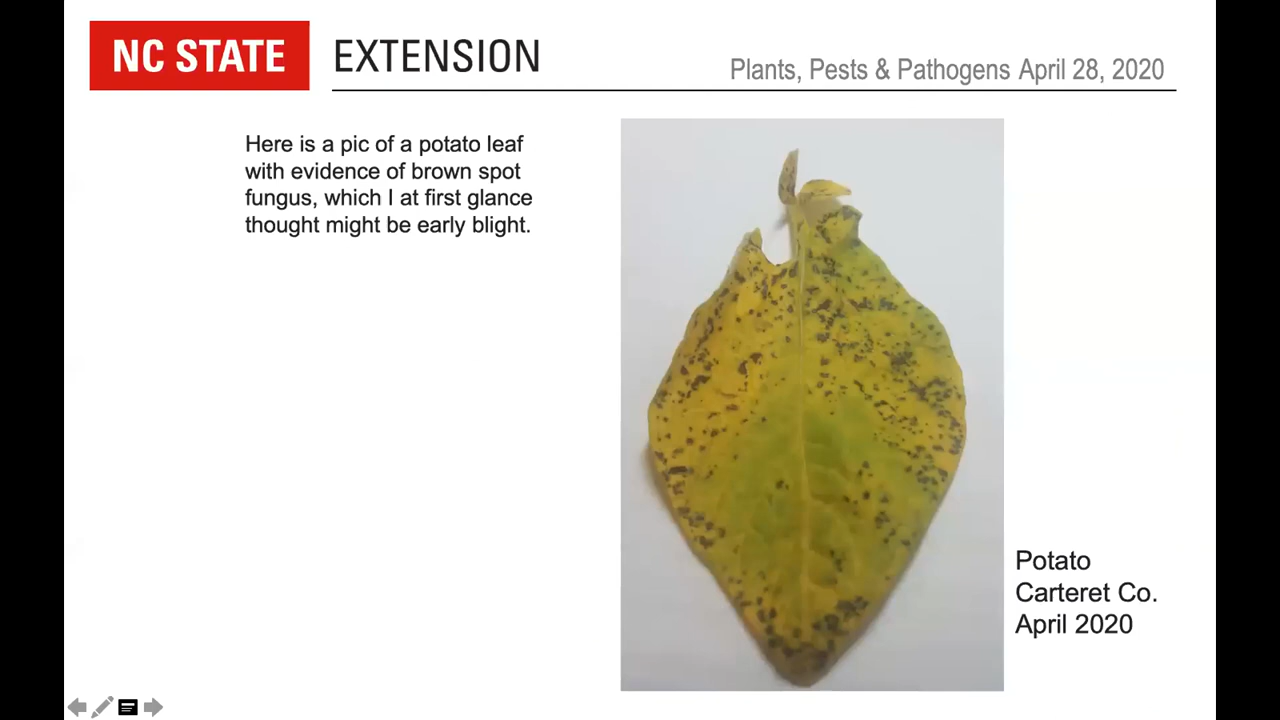 NC STATE EXTENSION
Plants, Pests & Pathogens April 28, 2020
Here is a pic of a potato leaf
with evidence of brown spot
fungus, which I at first glance
thought might be early blight.
Potato
Carteret Co.
April 2020